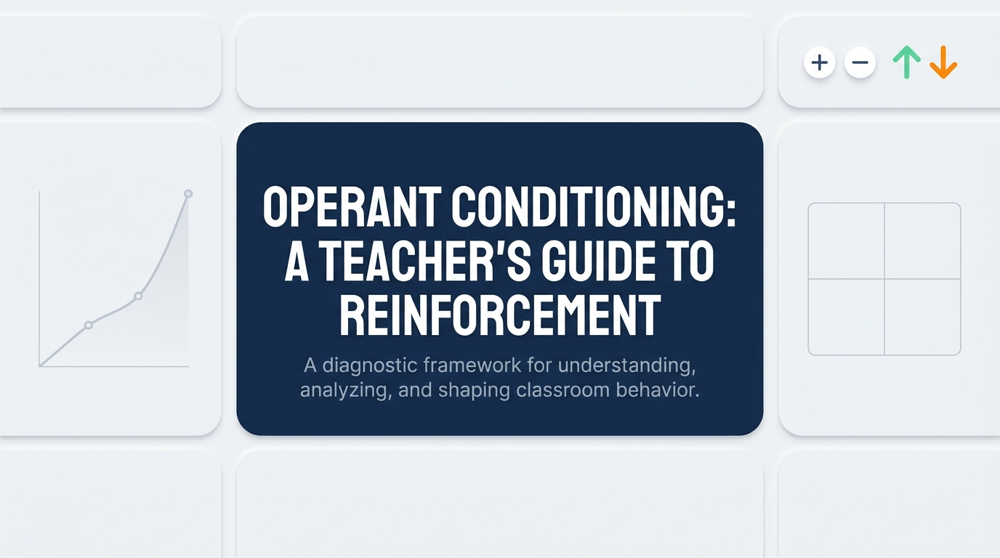 OPERANT CONDITIONING:
A TEACHER'S GUIDE TO
REINFORCEMENT
A diagnostic framework for understanding,
analyzing, and shaping classroom behavior.